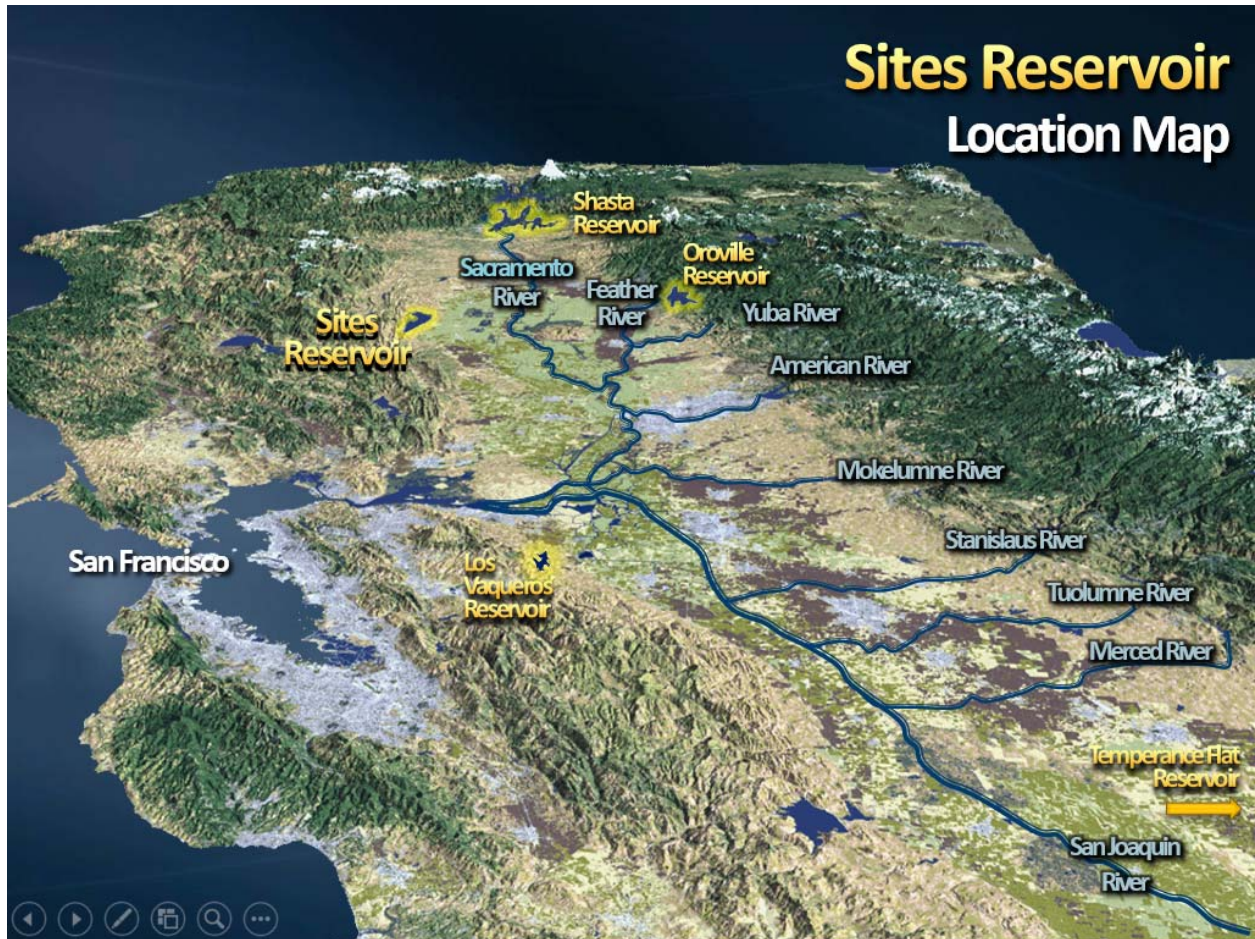 Sites Reservoir
Location Map
Shasta
Reservoir
Oroville
Reservoir
Sacramento
River
Feather
River
Yuba River
Sites
Reservoir
American River
Mokelumne River
Stanislaus River
San Francisco
Los
Vaqueros
Reservoir
Tuolumne River
Merced River
Temperance Flat
Reservoir
San Joaquin
River